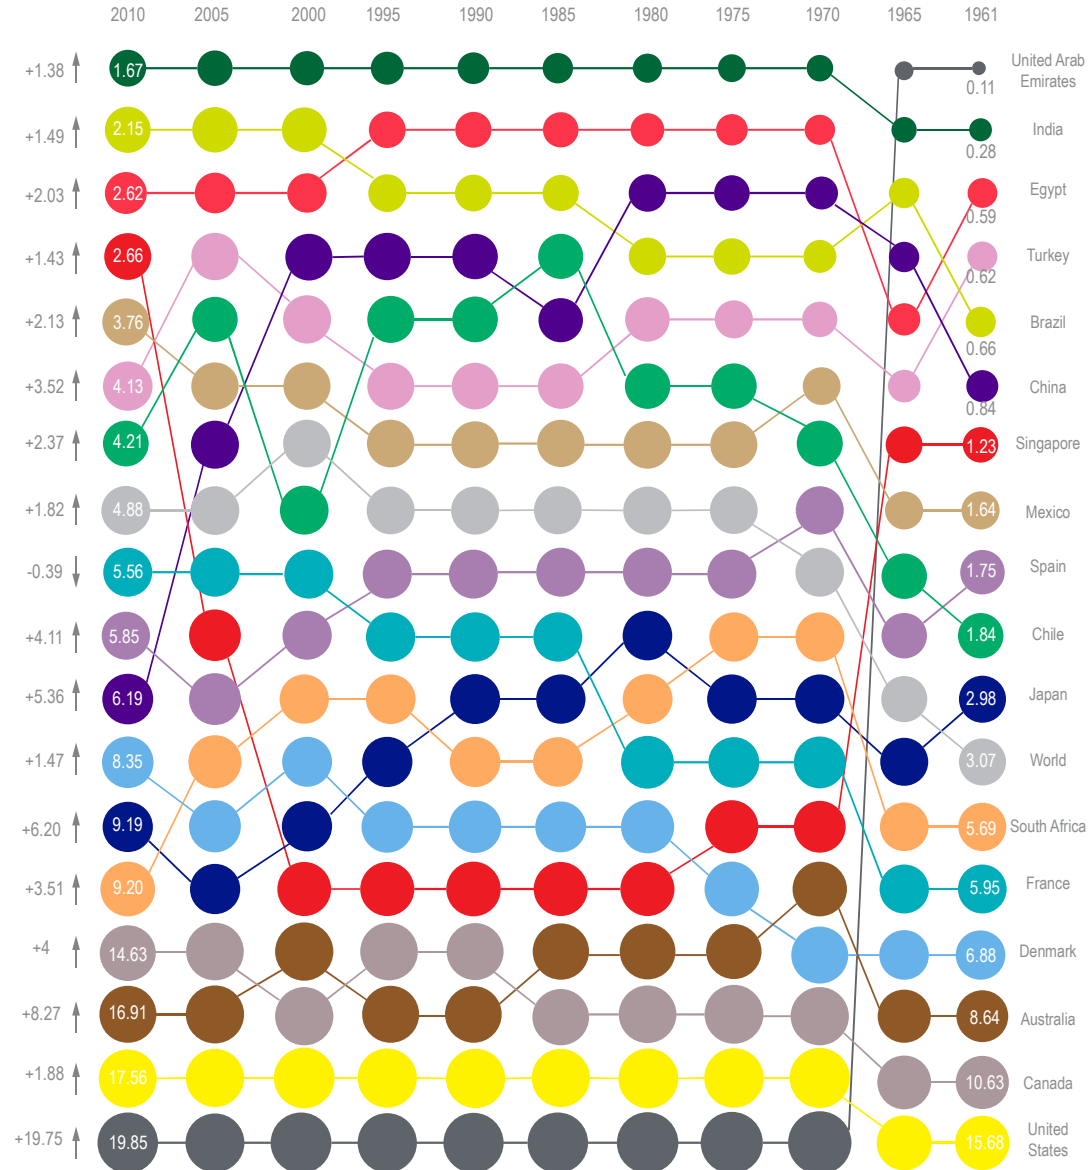 2010 2005 2000 1995 1990 1985 1980 1975 1970 1965 1961
+1.38 1.67 0.11 United Arab
Emirates
+1.49 2.15 0.28 India
+2.03 2.62 0.59 Egypt
+1.43 2.66 0.62 Turkey
+2.13 3.76 0.66 Brazil
+3.52 4.13 0.84 China
+2.37 4.21 1.23 Singapore
+1.82 4.88 1.64 Mexico
-0.39 5.56 1.75 Spain
+4.11 5.85 1.84 Chile
+5.36 6.19 2.98 Japan
+1.47 8.35 3.07 World
+6.20 9.19 5.69 South Africa
+3.51 9.20 5.95 France
+4 14.63 6.88 Denmark
+8.27 16.91 8.64 Australia
+1.88 17.56 10.63 Canada
+19.75 19.85 15.68 United
States